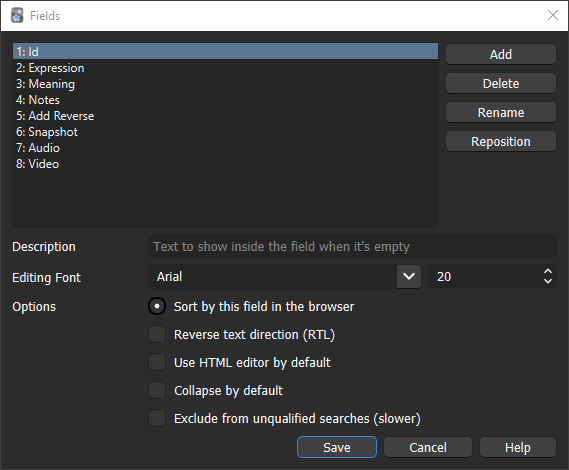 Fields
1: Id
2: Expression
3: Meaning
4: Notes
5: Add Reverse
6: Snapshot
7: Audio
8: Video
Add
Delete
Rename
Reposition
Description Text to show inside the field when it's empty
Editing Font Arial 20
Options Sort by this field in the browser
Reverse text direction (RTL)
Use HTML editor by default
Collapse by default
Exclude from unqualified searches (slower)
Save Cancel Help